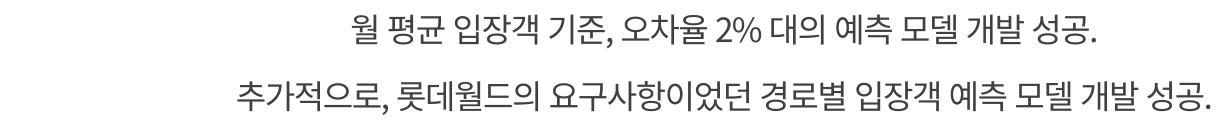 월 평균 입장객 기준, 오차율 2% 대의 예측 모델 개발 성공.
추가적으로, 롯데월드의 요구사항이었던 경로별 입장객 예측 모델 개발 성공.